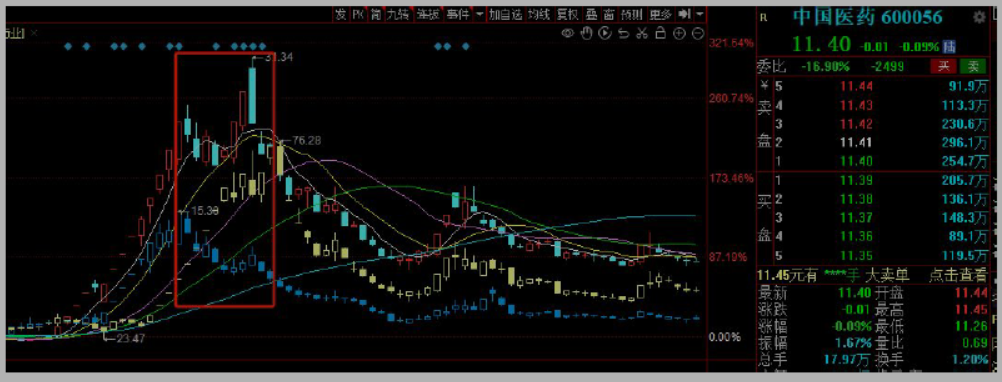 发 PK 简 九转 涨板 事件 加自选 均线 复权 叠 窗 预测 更多
R 中国医药 600056
11.40 -0.01 -0.09% 陆
委比 -16.90% -2499 买 卖
321.64%
260.74%
173.46%
87.10%
0.00%
31.34
76.28
15.38
23.47
￥ 5 11.44 91.9万
卖 4 11.43 113.3万
3 11.42 230.6万
盘 2 11.41 296.1万
1 11.40 254.7万
1 11.39 205.7万
买 2 11.38 136.1万
3 11.37 148.3万
盘 4 11.36 89.1万
5 11.35 119.5万
11.45元有 ****手 大卖单 点击查看
最新 11.40 开盘 11.44
涨跌 -0.01 最高 11.45
涨幅 -0.09% 最低 11.26
振幅 1.67% 量比 0.69
总手 17.97万 换手 1.20%